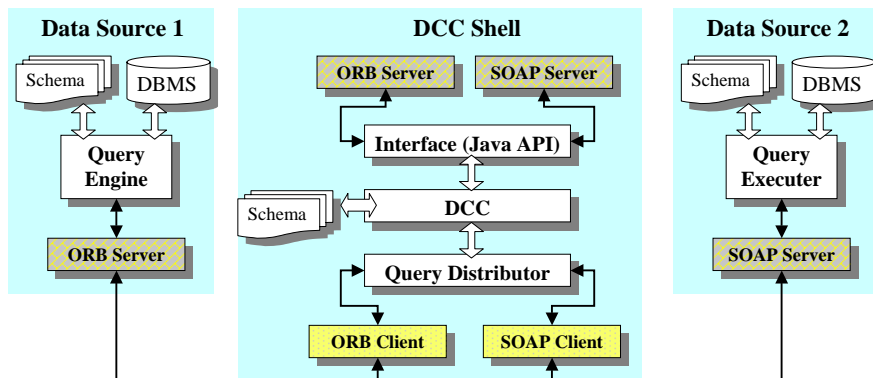 Data Source 1
Schema
DBMS
Query
Engine
ORB Server
DCC Shell
ORB Server
SOAP Server
Interface (Java API)
Schema
DCC
Query Distributor
ORB Client
SOAP Client
Data Source 2
Schema
DBMS
Query
Executer
SOAP Server